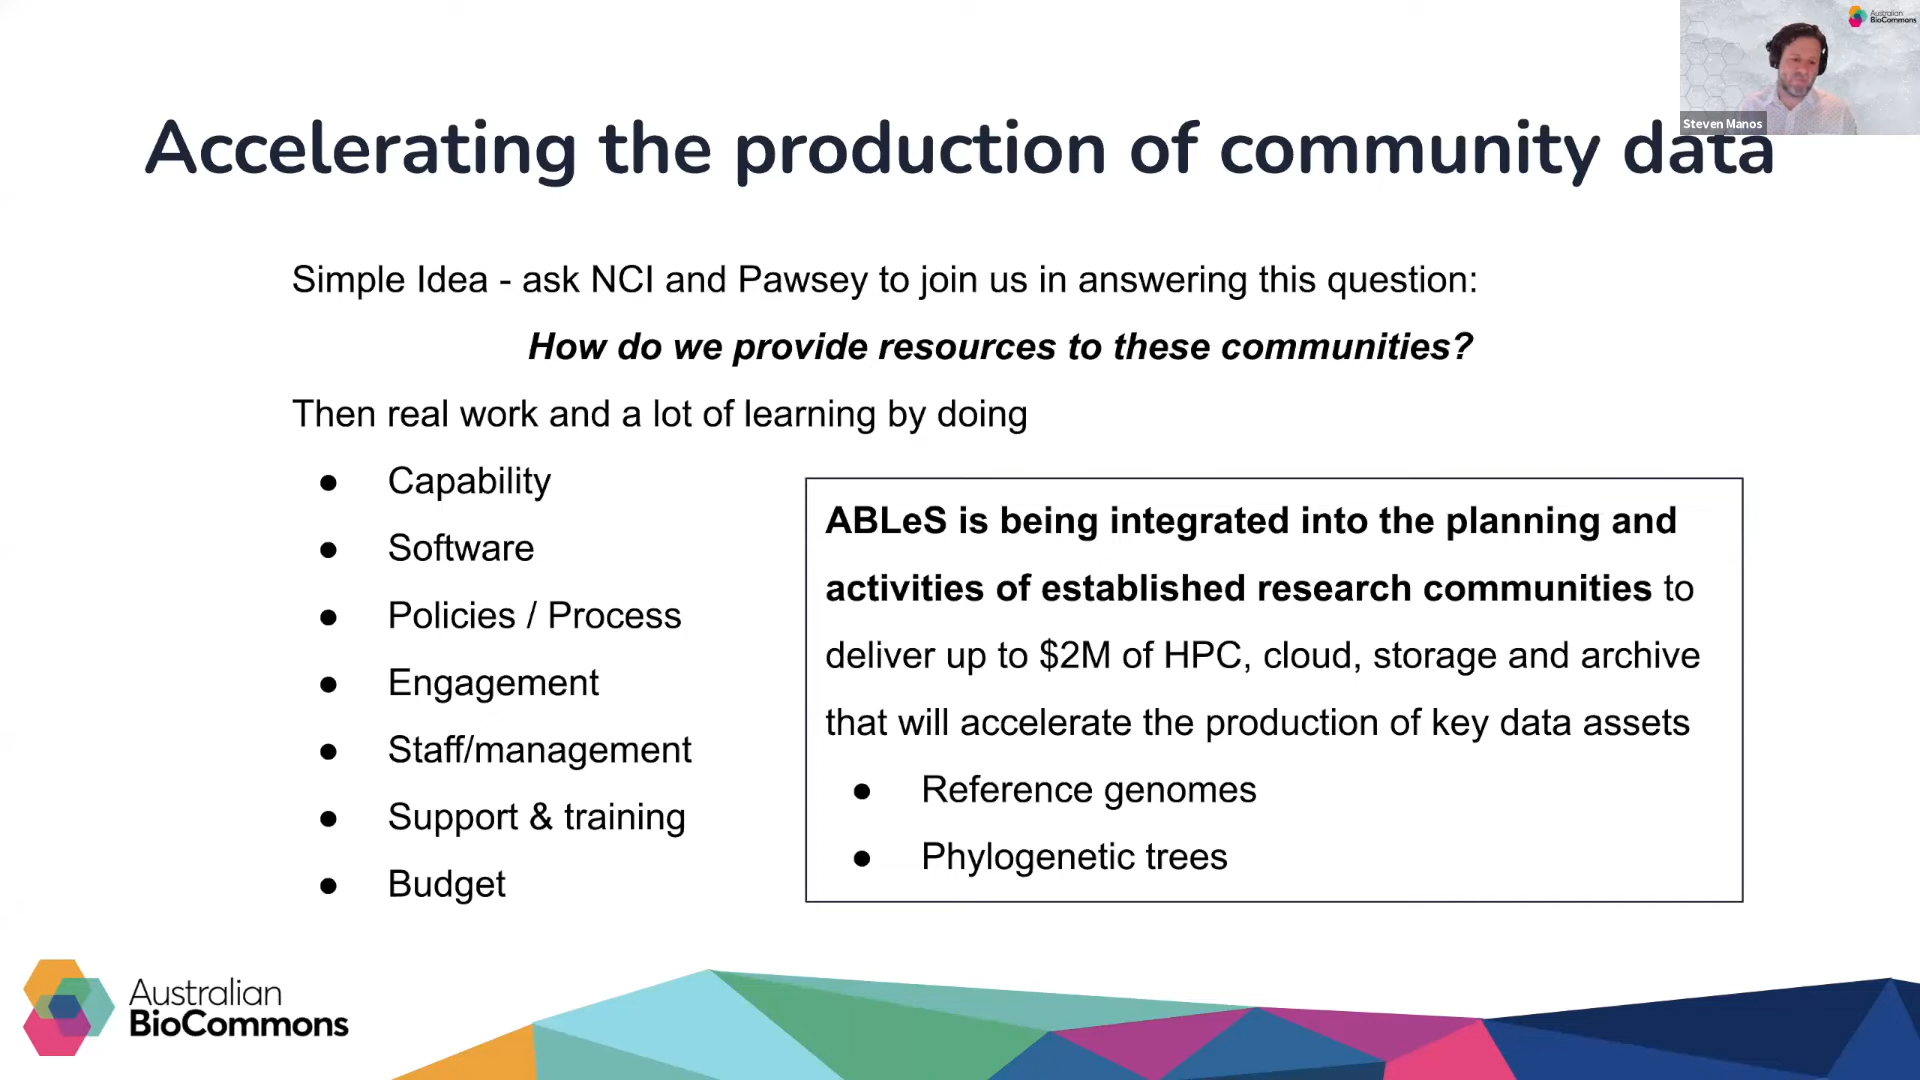 Australian
BioCommons
Steven Manos
Accelerating the production of community data
Simple Idea - ask NCI and Pawsey to join us in answering this question:
How do we provide resources to these communities?
Then real work and a lot of learning by doing
● Capability
● Software
● Policies / Process
● Engagement
● Staff/management
● Support & training
● Budget
ABLeS is being integrated into the planning and
activities of established research communities to
deliver up to $2M of HPC, cloud, storage and archive
that will accelerate the production of key data assets
● Reference genomes
● Phylogenetic trees
Australian
BioCommons